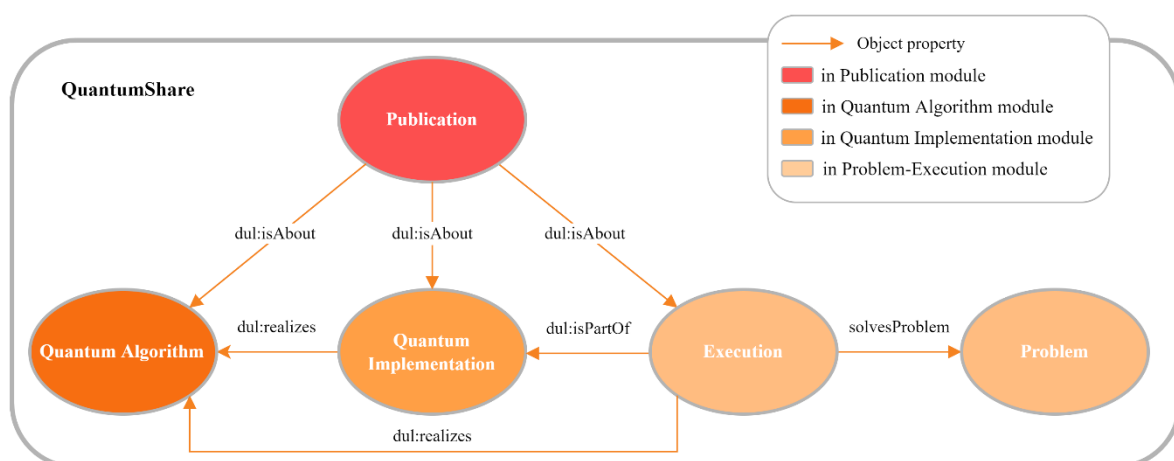 Object property
QuantumShare
in Publication module
in Quantum Algorithm module
in Quantum Implementation module
in Problem-Execution module
Publication
dul:isAbout
dul:isAbout
dul:isAbout
Quantum Algorithm
dul:realizes
Quantum
Implementation
dul:isPartOf
Execution
solvesProblem
Problem
dul:realizes